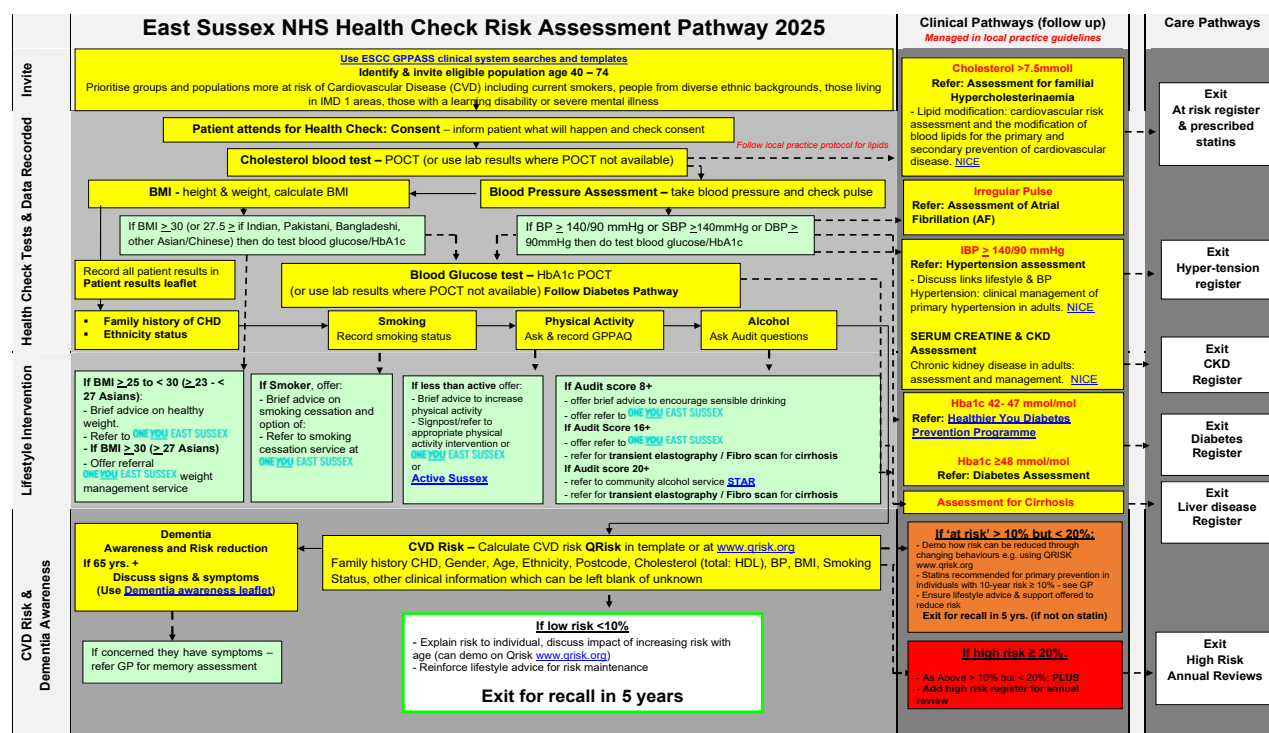 East Sussex NHS Health Check Risk Assessment Pathway 2025
Clinical Pathways (follow up)
Managed in local practice guidelines
Care Pathways
Invite
Use ESCC GPPASS clinical system searches and templates
Identify & invite eligible population age 40 – 74
Prioritise groups and populations more at risk of Cardiovascular Disease (CVD) including current smokers, people from diverse ethnic backgrounds, those living
in IMD 1 areas, those with a learning disability or severe mental illness
Health Check Tests & Data Recorded
Patient attends for Health Check: Consent – inform patient what will happen and check consent
Follow local practice protocol for lipids
Cholesterol blood test – POCT (or use lab results where POCT not available)
BMI - height & weight, calculate BMI
Blood Pressure Assessment – take blood pressure and check pulse
If BMI > 30 (or 27.5 > if Indian, Pakistani, Bangladeshi,
other Asian/Chinese) then do test blood glucose/HbA1c
If BP > 140/90 mmHg or SBP >140mmHg or DBP >
90mmHg then do test blood glucose/HbA1c
Record all patient results in
Patient results leaflet
Blood Glucose test – HbA1c POCT
(or use lab results where POCT not available) Follow Diabetes Pathway
▪ Family history of CHD
▪ Ethnicity status
Smoking
Record smoking status
Physical Activity
Ask & record GPPAQ
Alcohol
Ask Audit questions
Lifestyle Intervention
If BMI > 25 to < 30 (> 23 - <
27 Asians):
- Brief advice on healthy
weight.
- Refer to ONEYOU EAST SUSSEX
- If BMI > 30 (> 27 Asians)
- Offer referral
ONEYOU EAST SUSSEX weight
management service
If Smoker, offer:
- Brief advice on
smoking cessation and
option of:
- Refer to smoking
cessation service at
ONEYOU EAST SUSSEX
If less than active offer:
- Brief advice to increase
physical activity
- Signpost/refer to
appropriate physical
activity intervention or
ONEYOU EAST SUSSEX
or
Active Sussex
If Audit score 8+
- offer brief advice to encourage sensible drinking
- offer refer to ONEYOU EAST SUSSEX
If Audit Score 16+
- offer refer to ONEYOU EAST SUSSEX
- refer for transient elastography / Fibro scan for cirrhosis
If Audit score 20+
- refer to community alcohol service STAR
- refer for transient elastography / Fibro scan for cirrhosis
CVD Risk &
Dementia Awareness
Dementia
Awareness and Risk reduction
If 65 yrs. +
Discuss signs & symptoms
(Use Dementia awareness leaflet)
If concerned they have symptoms –
refer GP for memory assessment
CVD Risk – Calculate CVD risk QRisk in template or at www.qrisk.org
Family history CHD, Gender, Age, Ethnicity, Postcode, Cholesterol (total: HDL), BP, BMI, Smoking
Status, other clinical information which can be left blank of unknown
If low risk <10%
- Explain risk to individual, discuss impact of increasing risk with
age (can demo on Qrisk www.qrisk.org)
- Reinforce lifestyle advice for risk maintenance
Exit for recall in 5 years
Cholesterol >7.5mmoll
Refer: Assessment for familial
Hypercholesterinaemia
- Lipid modification: cardiovascular risk
assessment and the modification of
blood lipids for the primary and
secondary prevention of cardiovascular
disease. NICE
Irregular Pulse
Refer: Assessment of Atrial
Fibrillation (AF)
IBP > 140/90 mmHg
Refer: Hypertension assessment
- Discuss links lifestyle & BP
Hypertension: clinical management of
primary hypertension in adults. NICE
SERUM CREATINE & CKD
Assessment
Chronic kidney disease in adults:
assessment and management. NICE
Hba1c 42- 47 mmol/mol
Refer: Healthier You Diabetes
Prevention Programme
Hba1c ≥48 mmol/mol
Refer: Diabetes Assessment
Assessment for Cirrhosis
If 'at risk' > 10% but < 20%:
- Demo how risk can be reduced through
changing behaviours e.g. using QRISK
www.qrisk.org
- Statins recommended for primary prevention in
individuals with 10-year risk ≥ 10% - see GP
- Ensure lifestyle advice & support offered to
reduce risk
Exit for recall in 5 yrs. (if not on statin)
If high risk ≥ 20%:
- As Above > 10% but < 20%: PLUS
- Add high risk register for annual
review
Exit
At risk register
& prescribed
statins
Exit
Hyper-tension
register
Exit
CKD
Register
Exit
Diabetes
Register
Exit
Liver disease
Register
Exit
High Risk
Annual Reviews